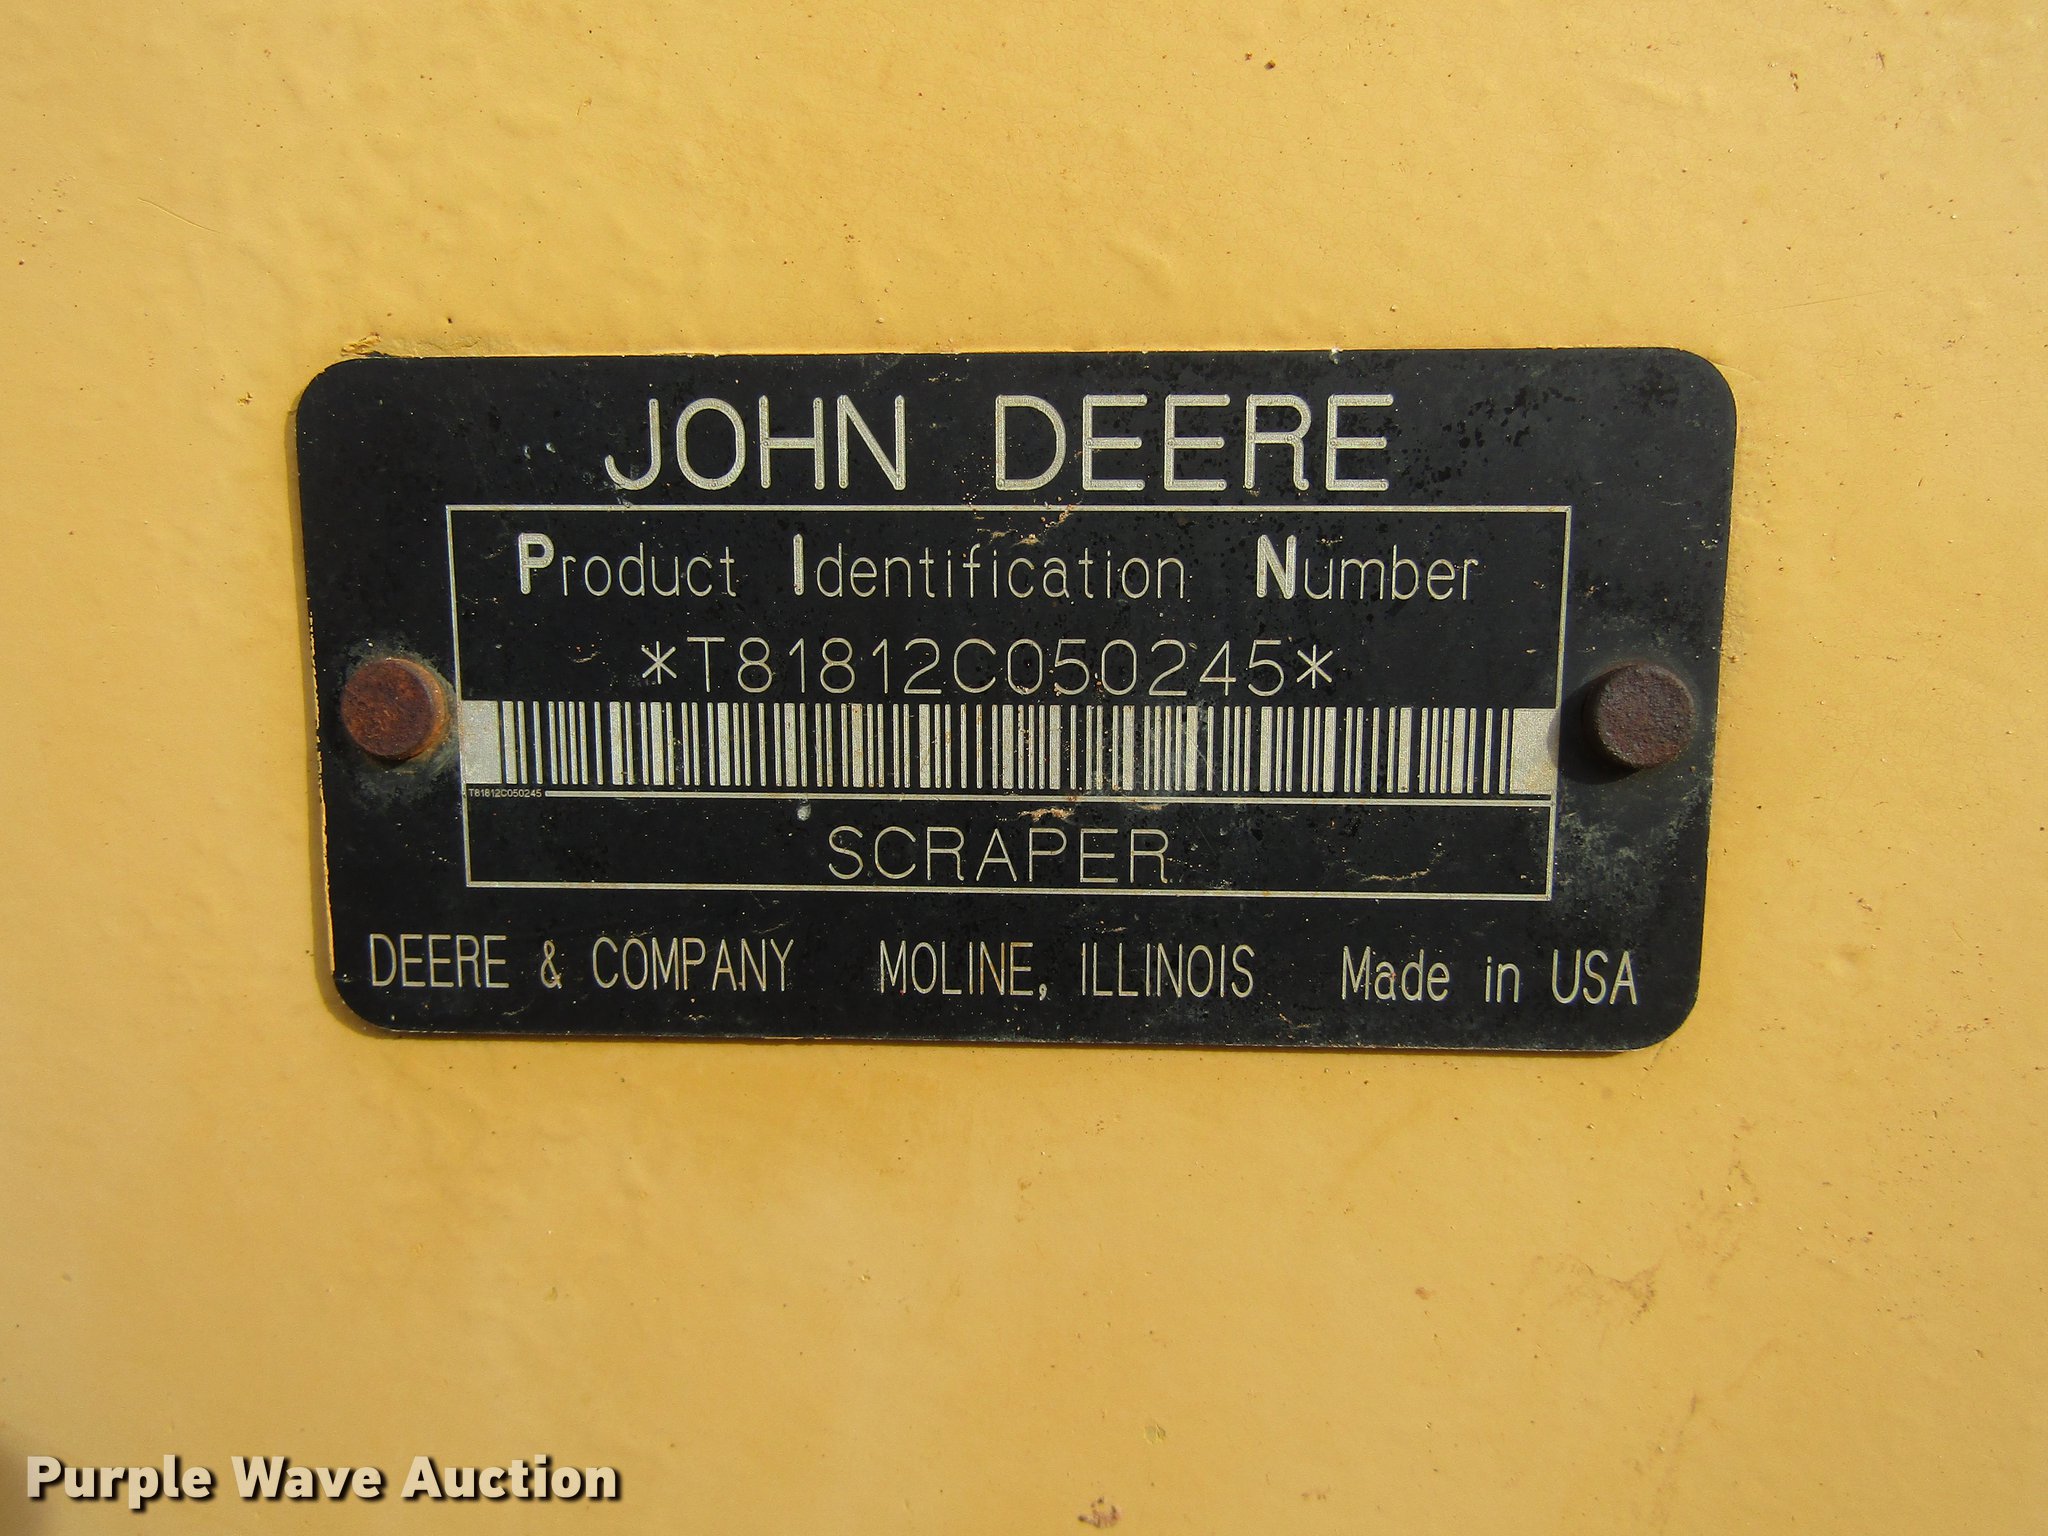 JOHN DEERE
Product Identification Number
*T81812C050245*
T81812C050245
SCRAPER
DEERE & COMPANY MOLINE, ILLINOIS Made in USA
Purple Wave Auction